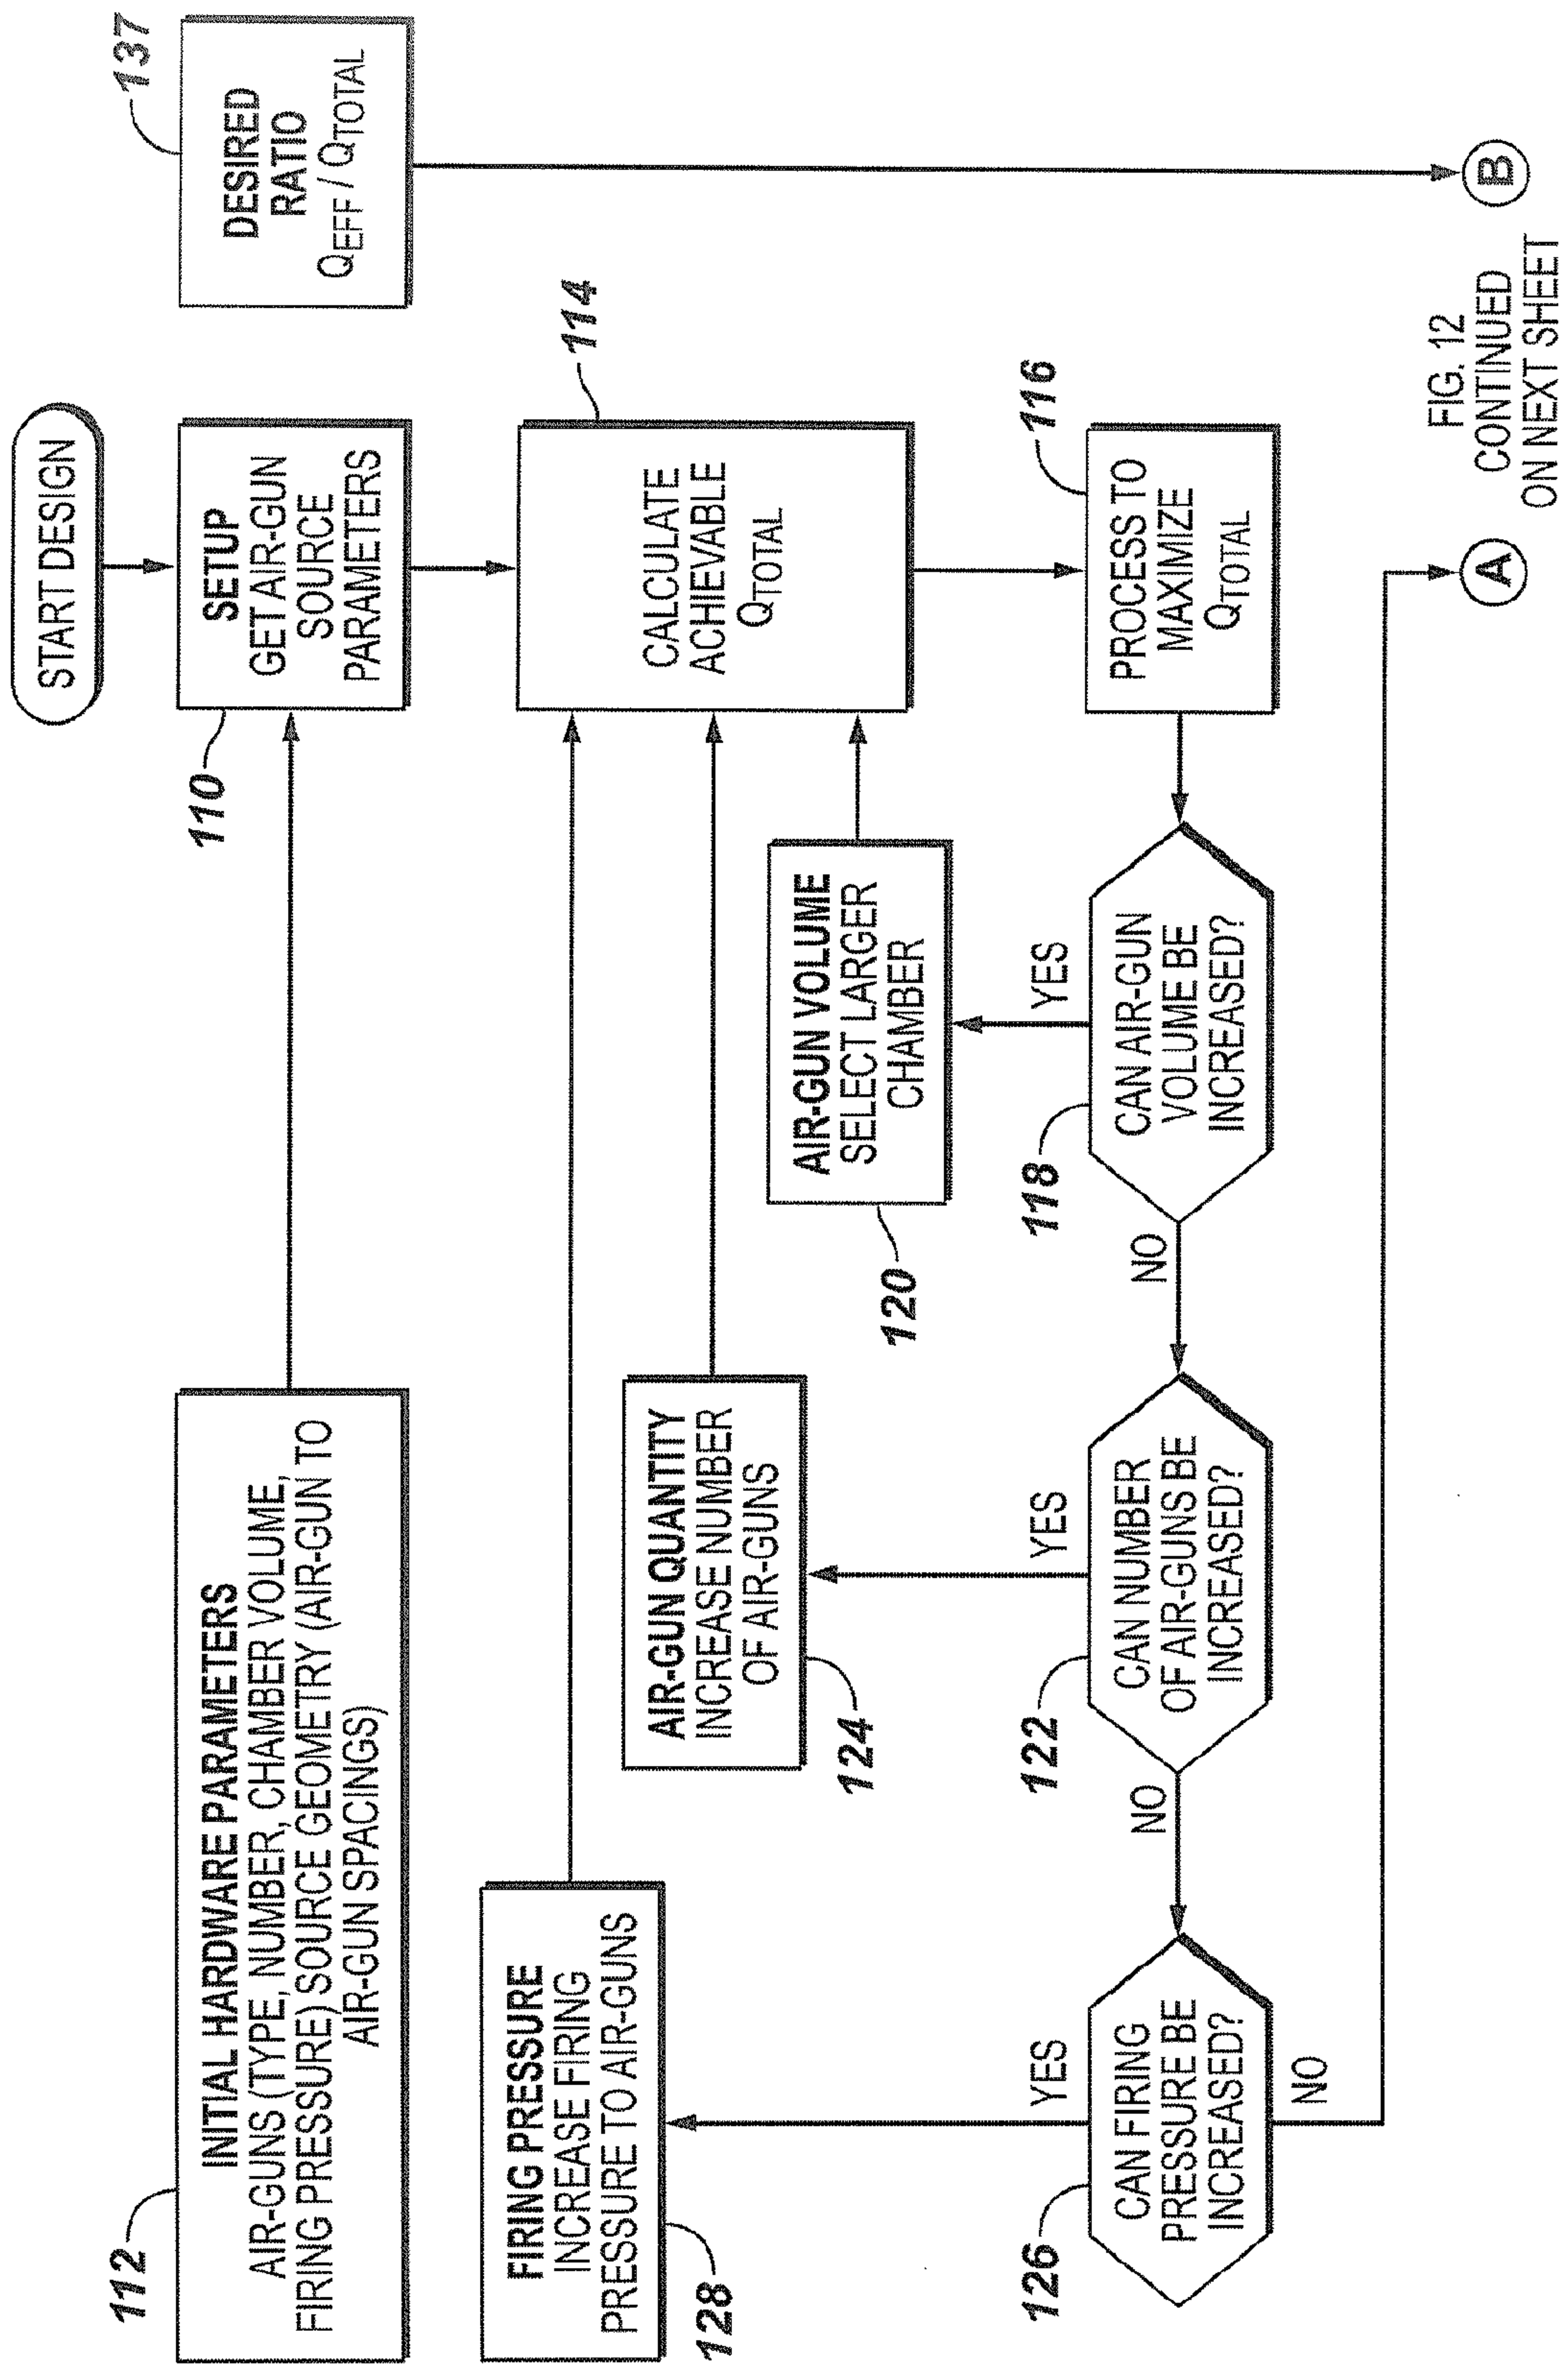 START DESIGN
137
DESIRED
RATIO
QEFF / QTOTAL
112
INITIAL HARDWARE PARAMETERS
AIR-GUNS (TYPE, NUMBER, CHAMBER VOLUME,
FIRING PRESSURE) SOURCE GEOMETRY (AIR-GUN TO
AIR-GUN SPACINGS)
110
SETUP
GET AIR-GUN
SOURCE
PARAMETERS
114
CALCULATE
ACHIEVABLE
QTOTAL
128
FIRING PRESSURE
INCREASE FIRING
PRESSURE TO AIR-GUNS
124
AIR-GUN QUANTITY
INCREASE NUMBER
OF AIR-GUNS
120
AIR-GUN VOLUME
SELECT LARGER
CHAMBER
116
PROCESS TO
MAXIMIZE
QTOTAL
118
CAN AIR-GUN
VOLUME BE
INCREASED?
YES
NO
122
CAN NUMBER
OF AIR-GUNS BE
INCREASED?
YES
NO
126
CAN FIRING
PRESSURE BE
INCREASED?
YES
NO
A
B
FIG. 12
CONTINUED
ON NEXT SHEET